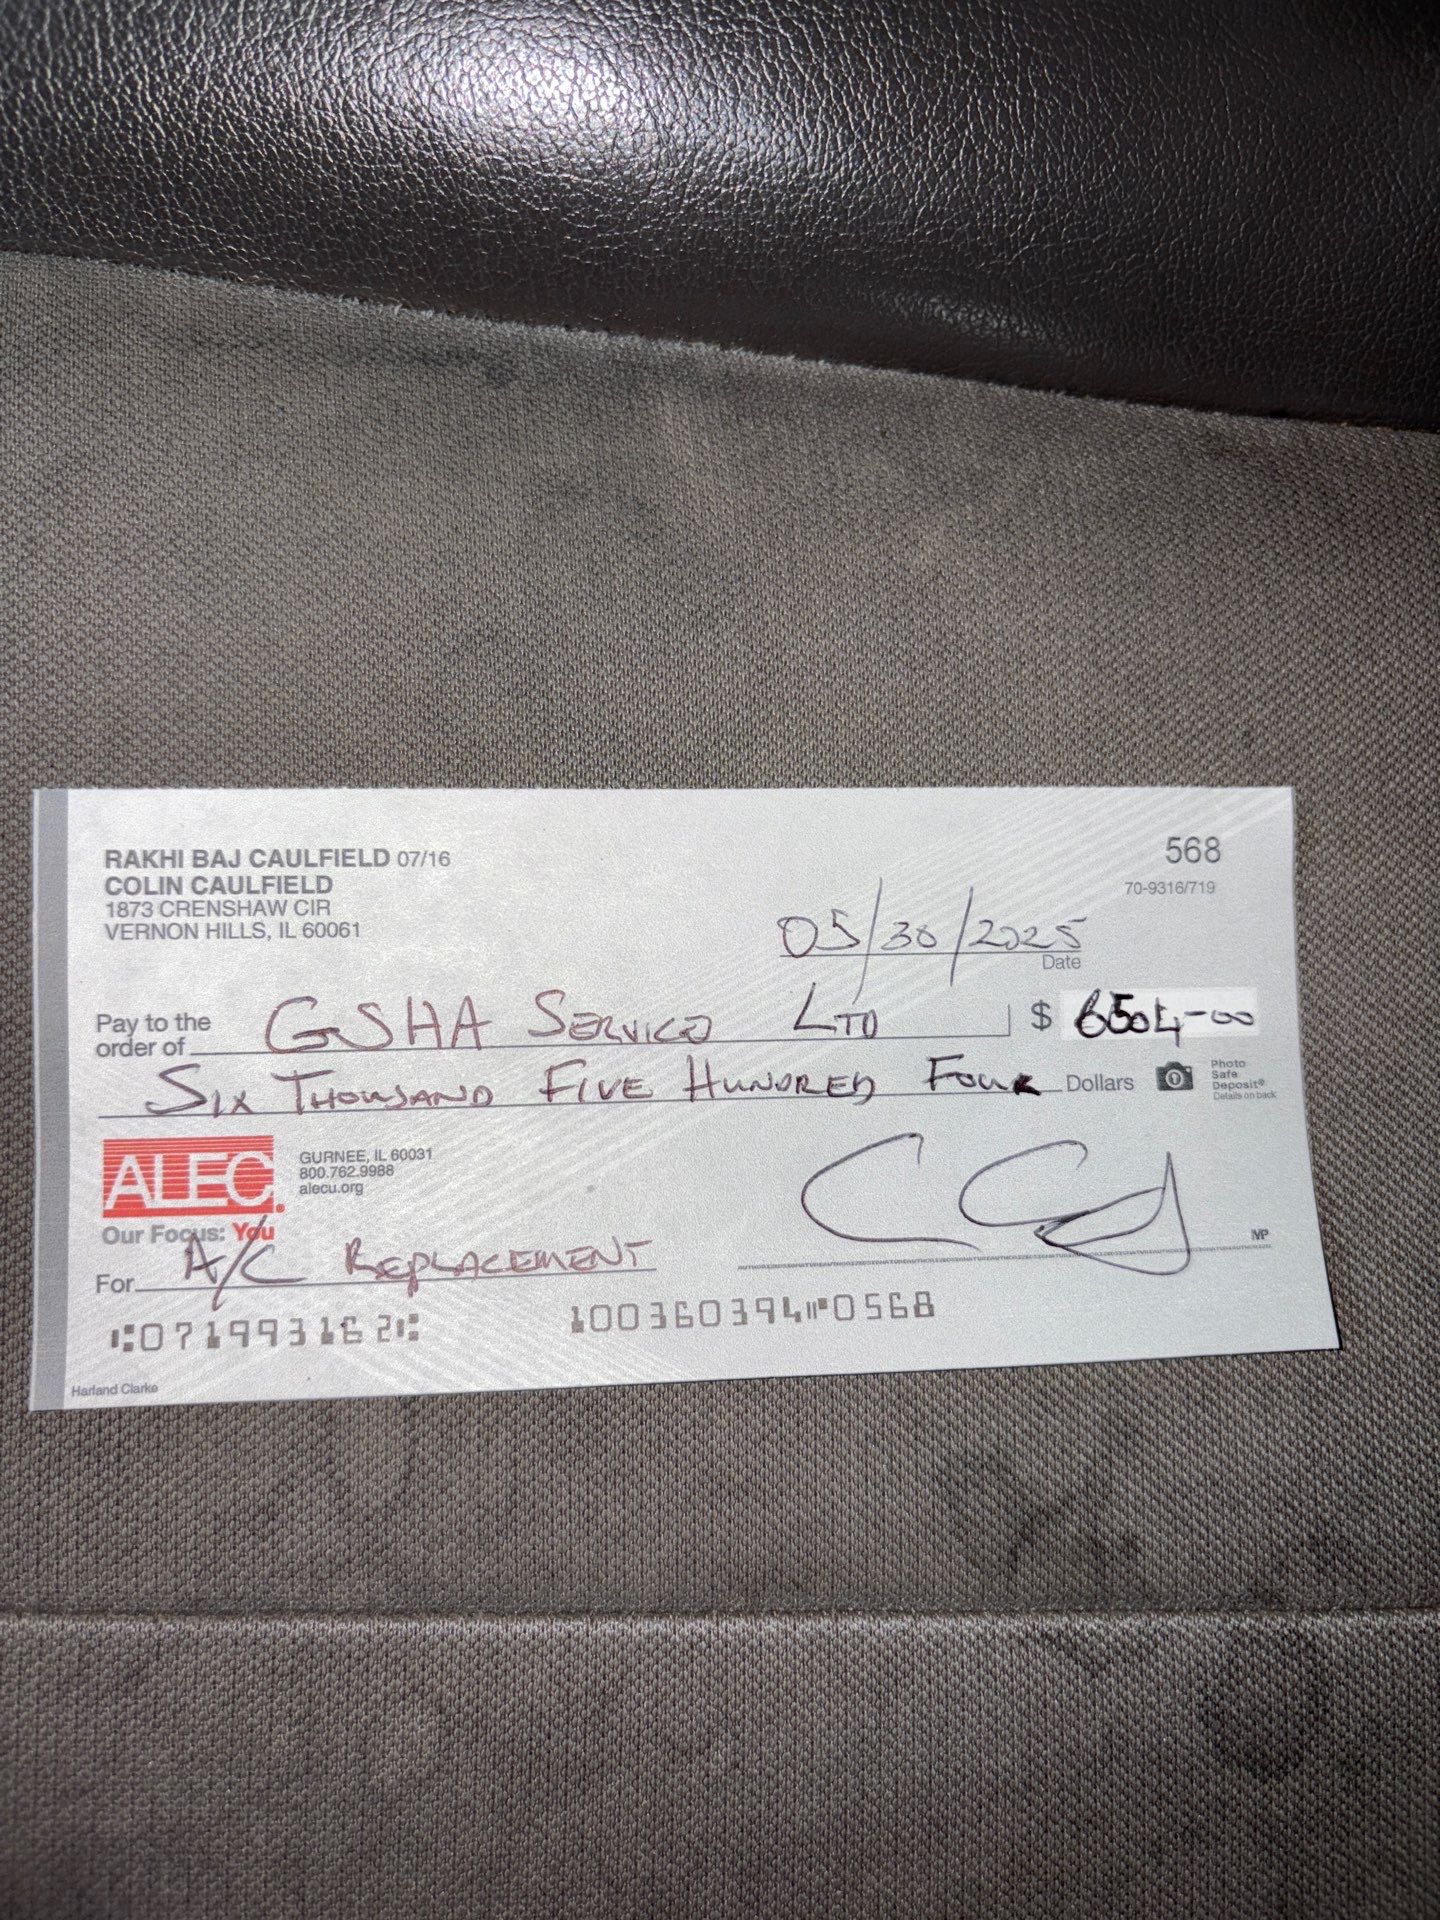 RAKHI BAJ CAULFIELD 07/16
COLIN CAULFIELD
1873 CRENSHAW CIR
VERNON HILLS, IL 60061
568
70-9316/719
05/30/2025
Date
Pay to the
order of GSHA SERVICES LTD $ 6504-00
SIX THOUSAND FIVE HUNDRED FOUR Dollars
Photo
Safe
Deposit®
Details on back
ALEC®
Our Focus: You
GURNEE, IL 60031
800.762.9988
alecu.org
For A/C REPLACEMENT
MP
⑆071993162⑆ 100360394⑈0568
Harland Clarke